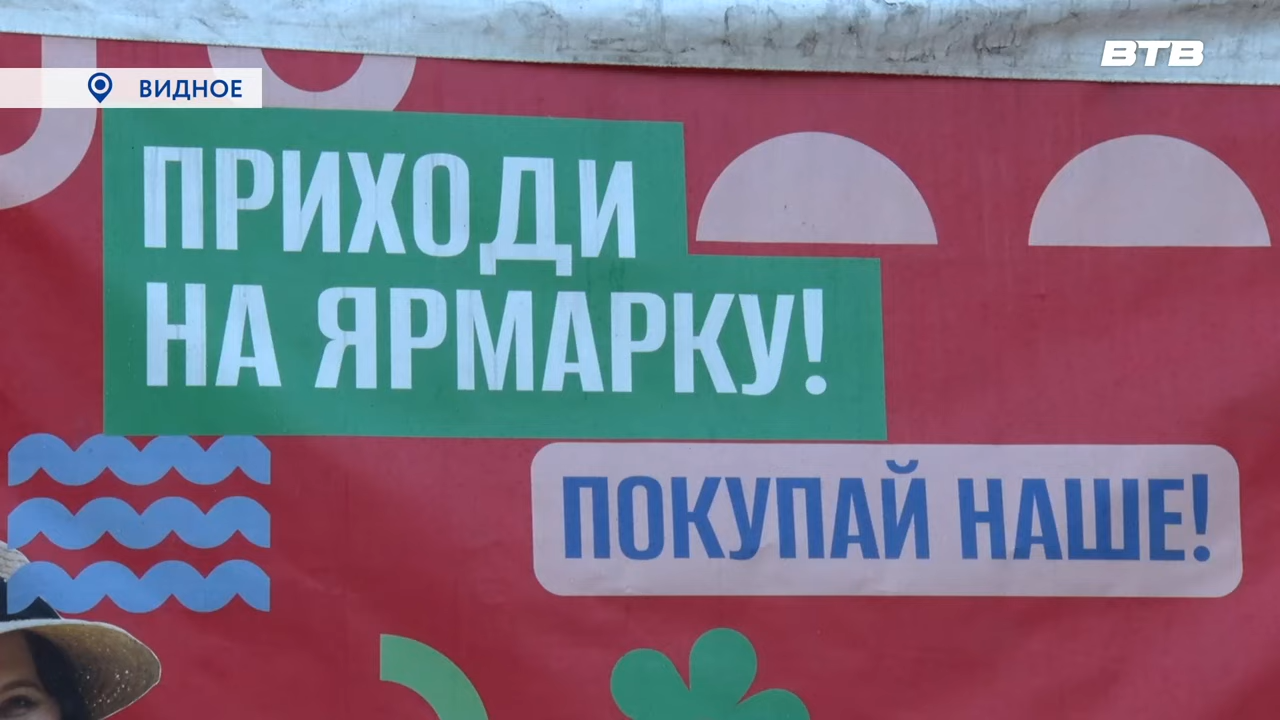 ВТВ
ВИДНОЕ
ПРИХОДИ
НА ЯРМАРКУ!
ПОКУПАЙ НАШЕ!